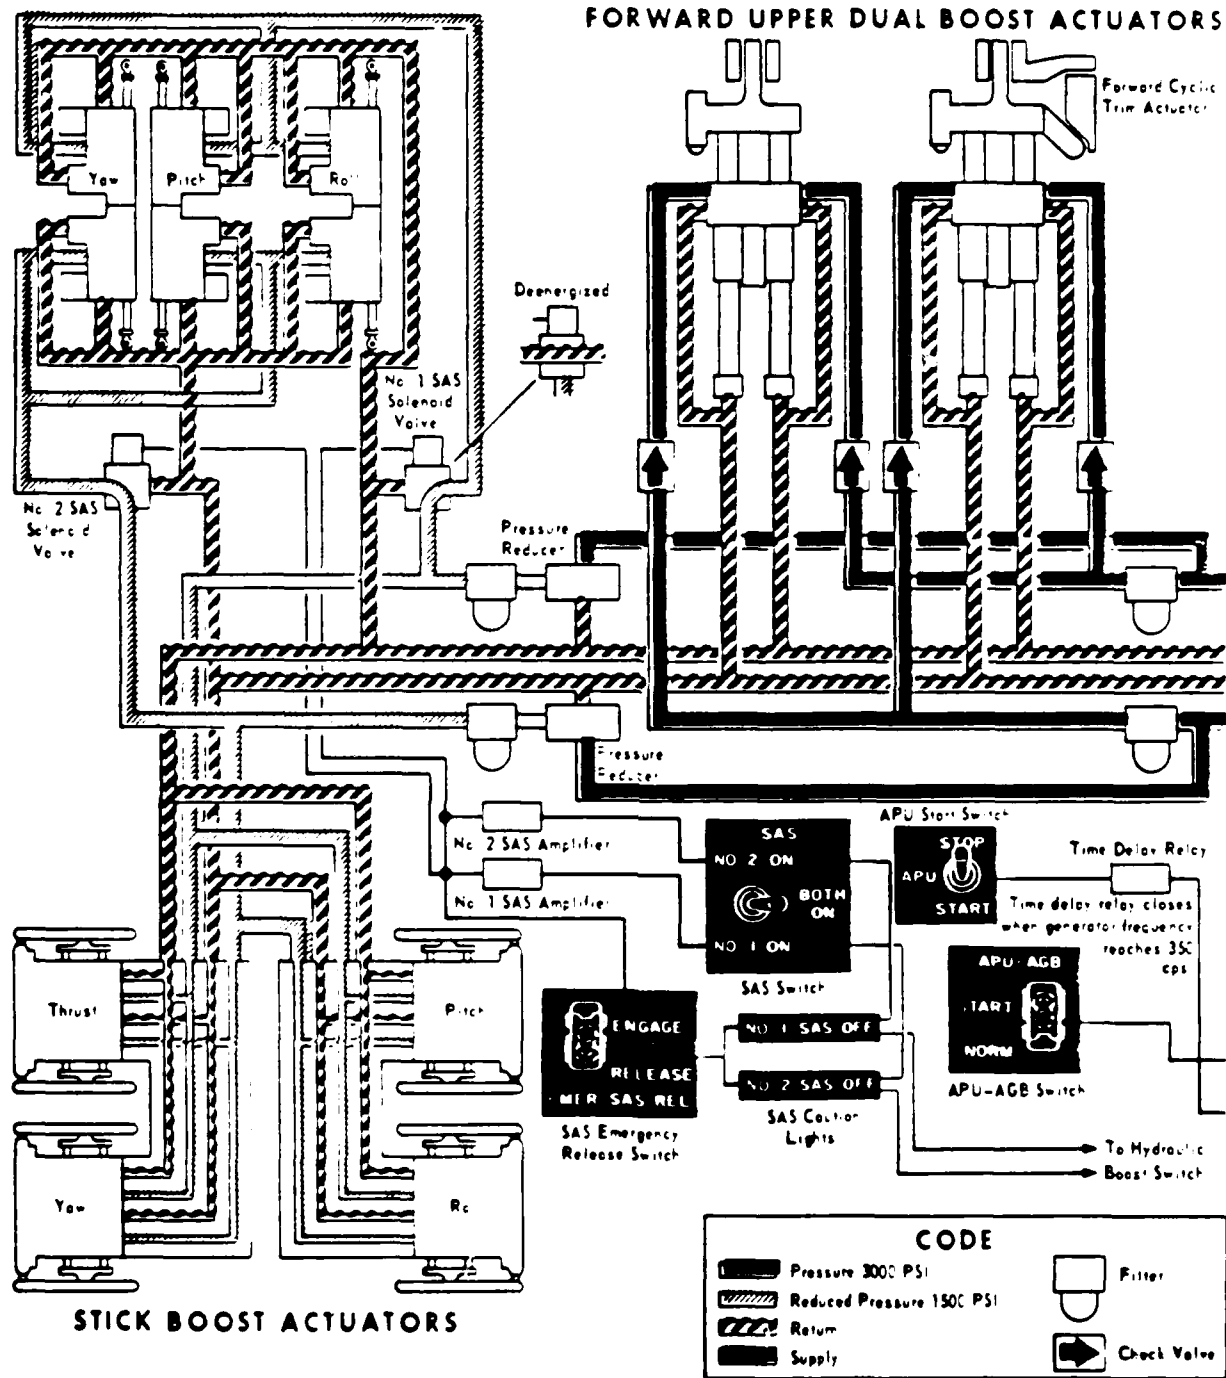 FORWARD UPPER DUAL BOOST ACTUATORS
Forward Cyclic
Trim Actuator
Yaw
Pitch
Roll
Deenergized
No. 1 SAS
Solenoid
Valve
No. 2 SAS
Solenoid
Valve
Pressure
Reducer
Pressure
Reducer
No. 2 SAS Amplifier
No. 1 SAS Amplifier
SAS
NO. 2 ON
BOTH
ON
NO. 1 ON
SAS Switch
APU Start Switch
STOP
APU
START
Time Delay Relay
Time delay relay closes
when generator frequency
reaches 350
cps.
APU-AGB
START
NORM
APU-AGB Switch
Thrust
Pitch
Yaw
Ro
ENGAGE
RELEASE
EMER SAS REL
SAS Emergency
Release Switch
NO. 1 SAS OFF
NO. 2 SAS OFF
SAS Caution
Lights
To Hydraulic
Boost Switch
STICK BOOST ACTUATORS
CODE
Pressure 3000 PSI
Reduced Pressure 1500 PSI
Return
Supply
Filter
Check Valve